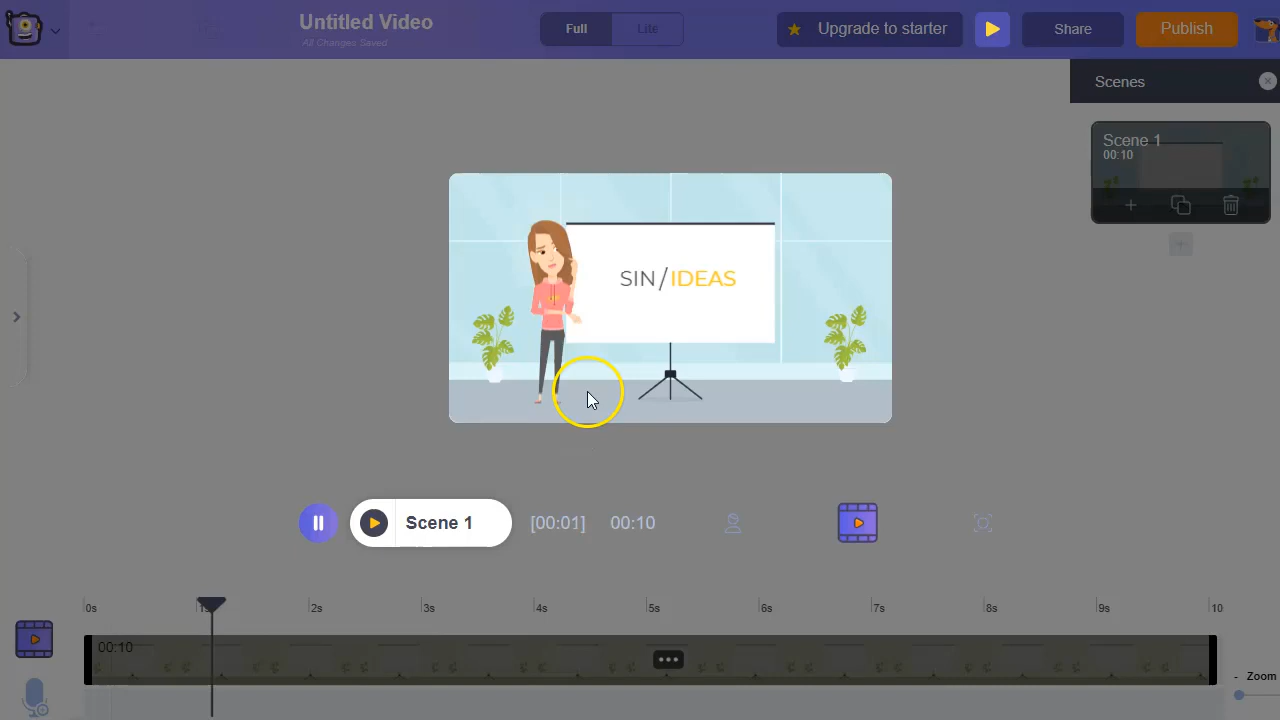 Untitled Video
All Changes Saved
Full
Lite
Upgrade to starter
Share
Publish
Scenes
Scene 1
00:10
SIN/IDEAS
Scene 1
[00:01]
00:10
0s
2s
3s
4s
5s
6s
7s
8s
9s
10
00:10
- Zoom